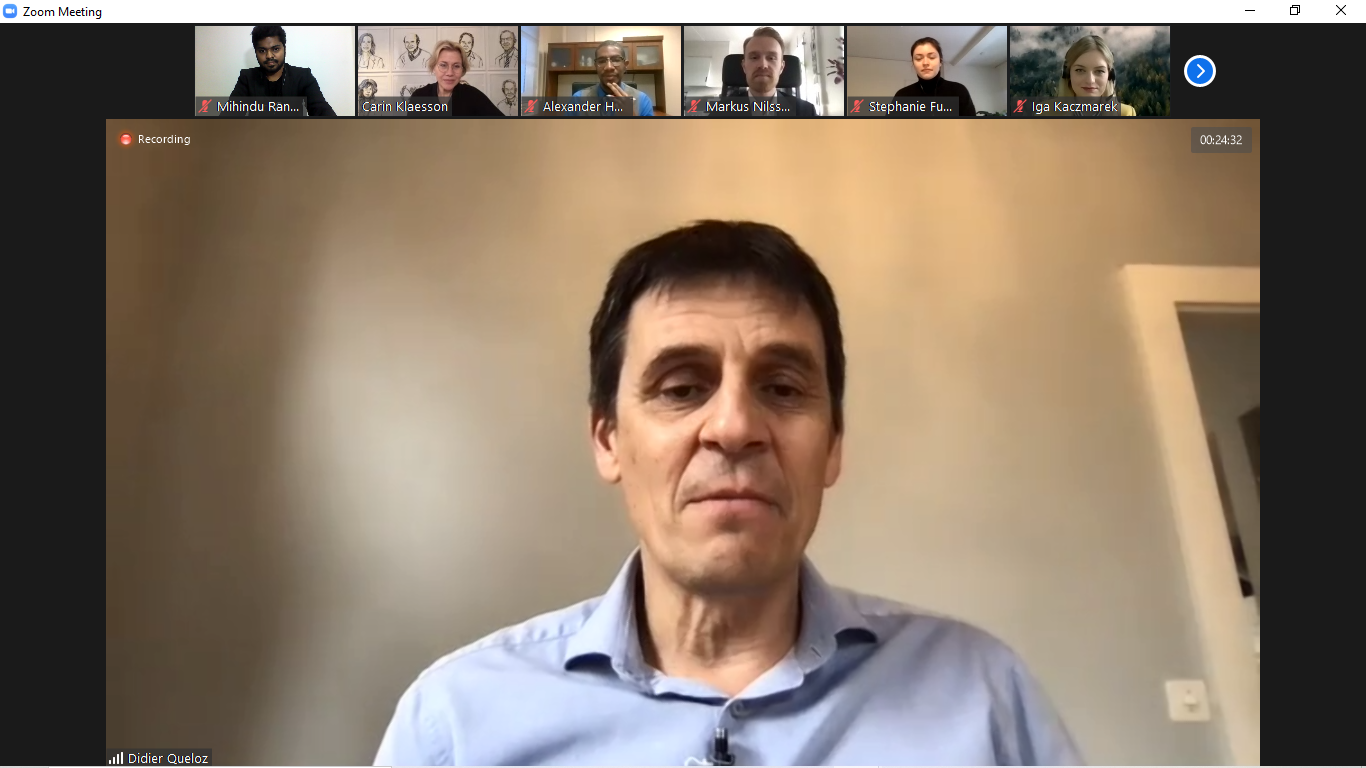 Zoom Meeting
Mihindu Ran...
Carin Klaesson
Alexander H...
Markus Nilss...
Stephanie Fu...
Iga Kaczmarek
Recording
00:24:32
Didier Queloz